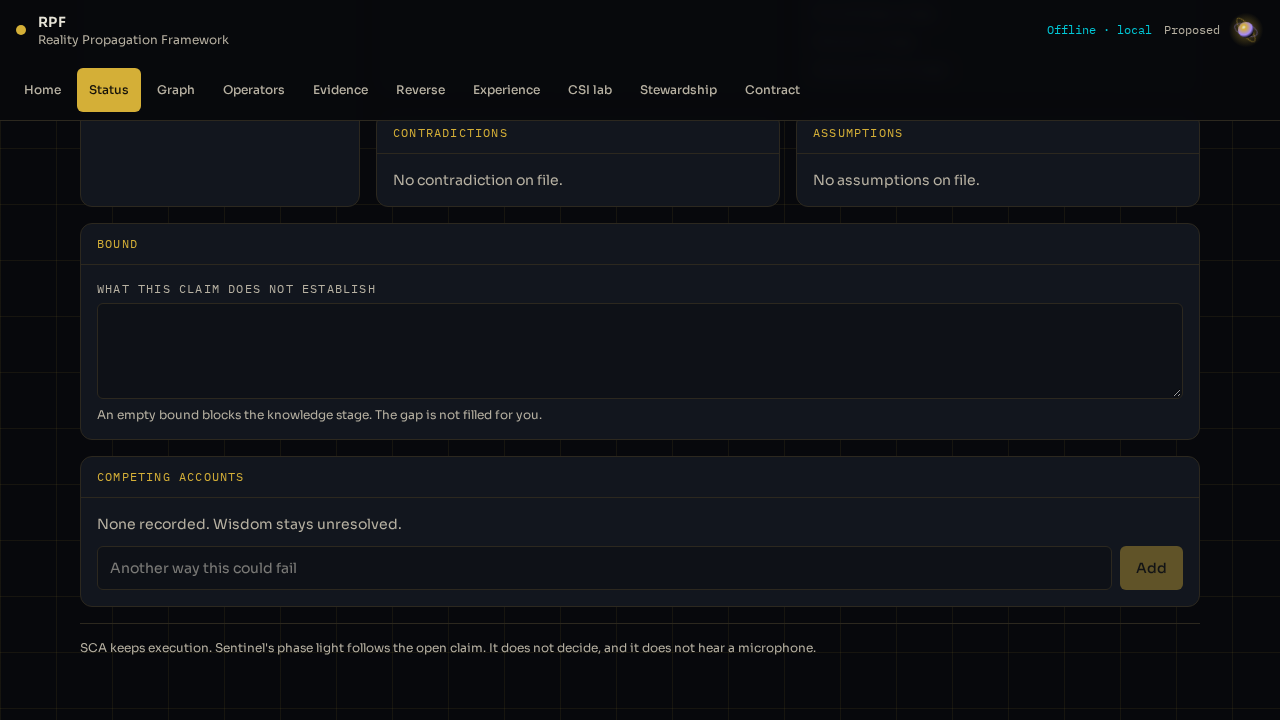 RPF
Reality Propagation Framework
Offline · local
Proposed
Home
Status
Graph
Operators
Evidence
Reverse
Experience
CSI lab
Stewardship
Contract
CONTRADICTIONS
No contradiction on file.
ASSUMPTIONS
No assumptions on file.
BOUND
WHAT THIS CLAIM DOES NOT ESTABLISH
An empty bound blocks the knowledge stage. The gap is not filled for you.
COMPETING ACCOUNTS
None recorded. Wisdom stays unresolved.
Another way this could fail
Add
SCA keeps execution. Sentinel's phase light follows the open claim. It does not decide, and it does not hear a microphone.